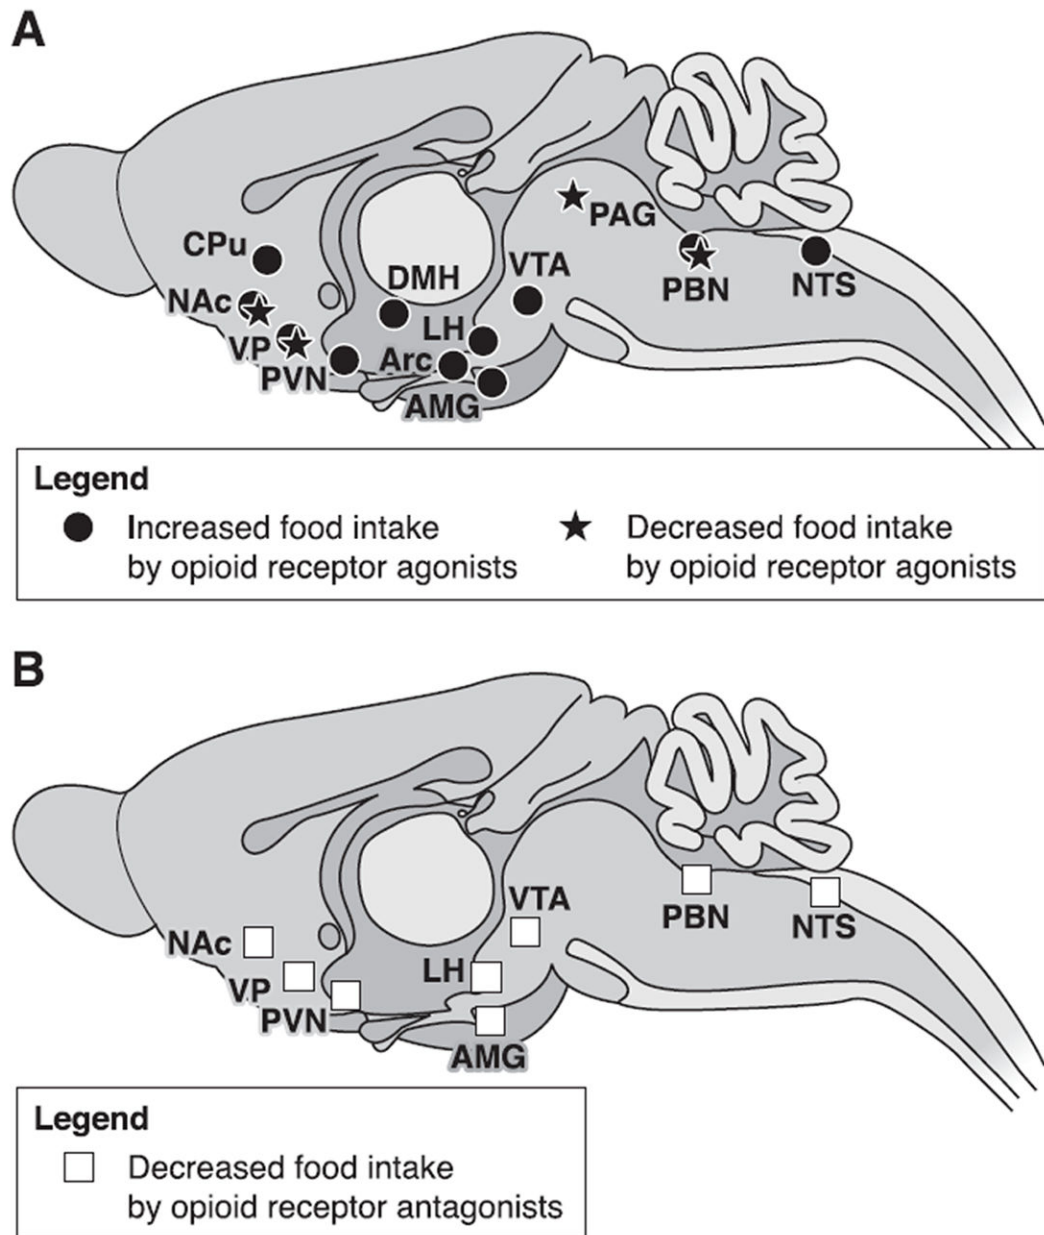 A
CPu
NAc
VP
PVN
DMH
LH
Arc
AMG
VTA
PAG
PBN
NTS
Legend
Increased food intake
by opioid receptor agonists
Decreased food intake
by opioid receptor agonists
B
NAc
VP
PVN
LH
AMG
VTA
PBN
NTS
Legend
Decreased food intake
by opioid receptor antagonists